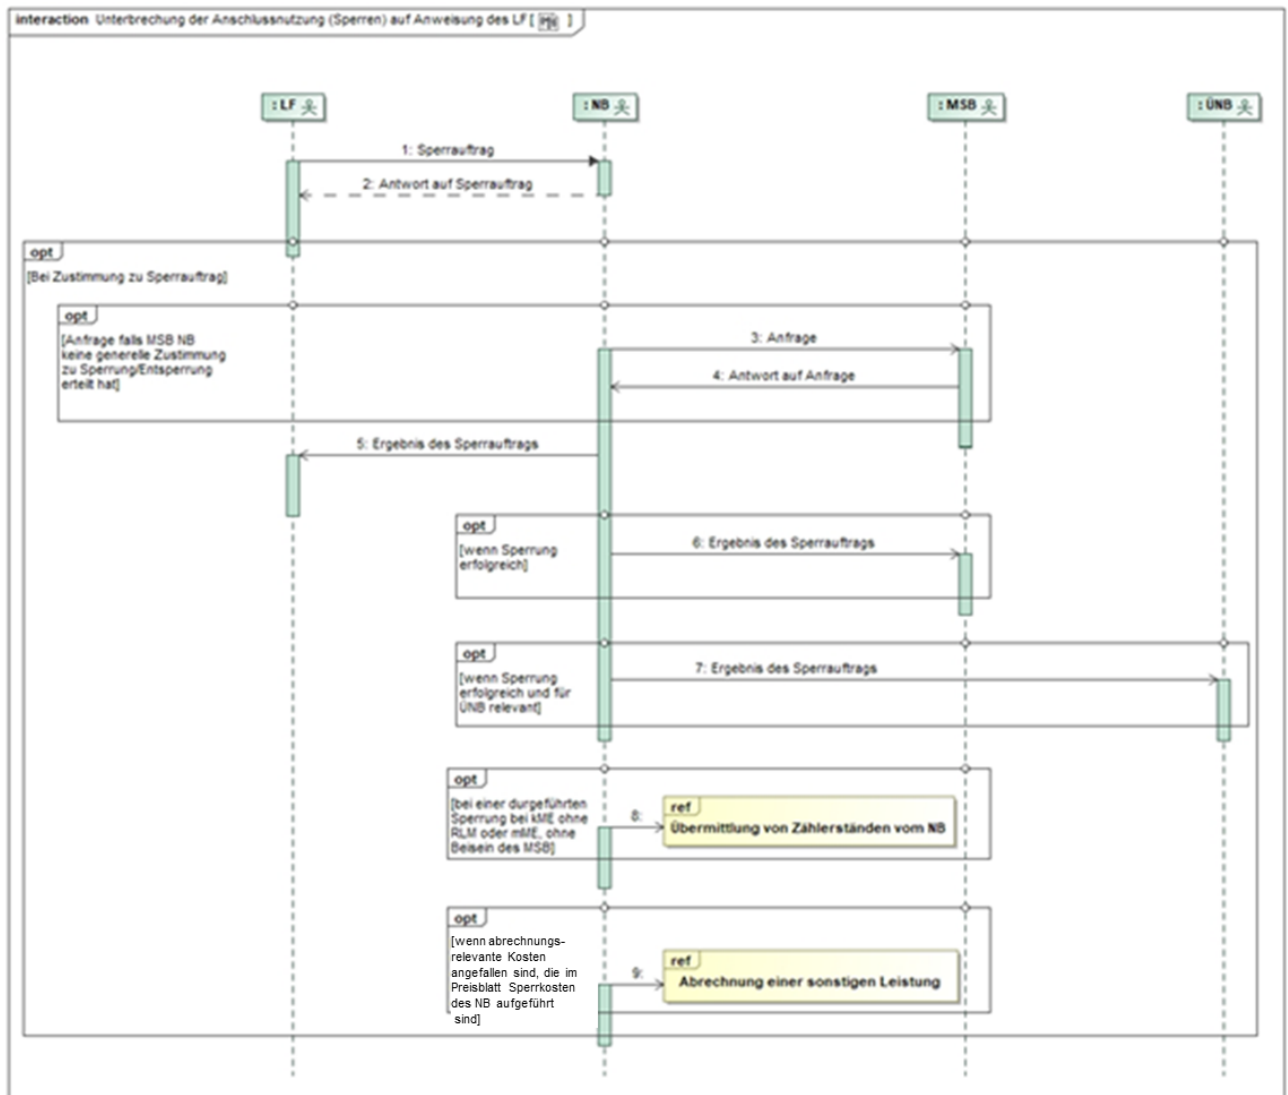 interaction Unterbrechung der Anschlussnutzung (Sperren) auf Anweisung des LF [ ]
: LF
: NB
: MSB
: ÜNB
1: Sperrauftrag
2: Antwort auf Sperrauftrag
opt
[Bei Zustimmung zu Sperrauftrag]
opt
[Anfrage falls MSB NB
keine generelle Zustimmung
zu Sperrung/Entsperrung
erteilt hat]
3: Anfrage
4: Antwort auf Anfrage
5: Ergebnis des Sperrauftrags
opt
[wenn Sperrung
erfolgreich]
6: Ergebnis des Sperrauftrags
opt
[wenn Sperrung
erfolgreich und für
ÜNB relevant]
7: Ergebnis des Sperrauftrags
opt
[bei einer durgeführten
Sperrung bei kME ohne
RLM oder mME, ohne
Beisein des MSB]
8:
ref
Übermittlung von Zählerständen vom NB
opt
[wenn abrechnungs-
relevante Kosten
angefallen sind, die im
Preisblatt Sperrkosten
des NB aufgeführt
sind]
9:
ref
Abrechnung einer sonstigen Leistung